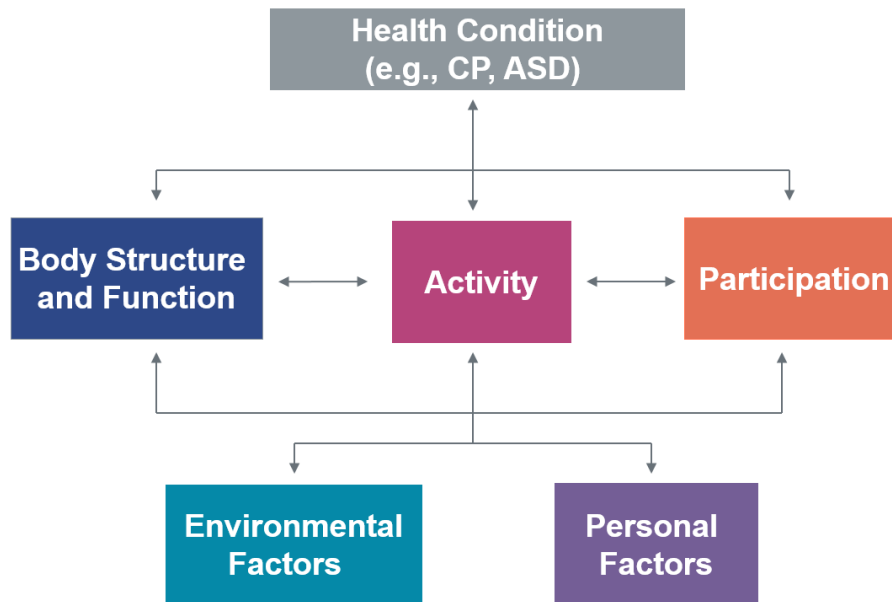 Health Condition
(e.g., CP, ASD)
Body Structure
and Function
Activity
Participation
Environmental
Factors
Personal
Factors